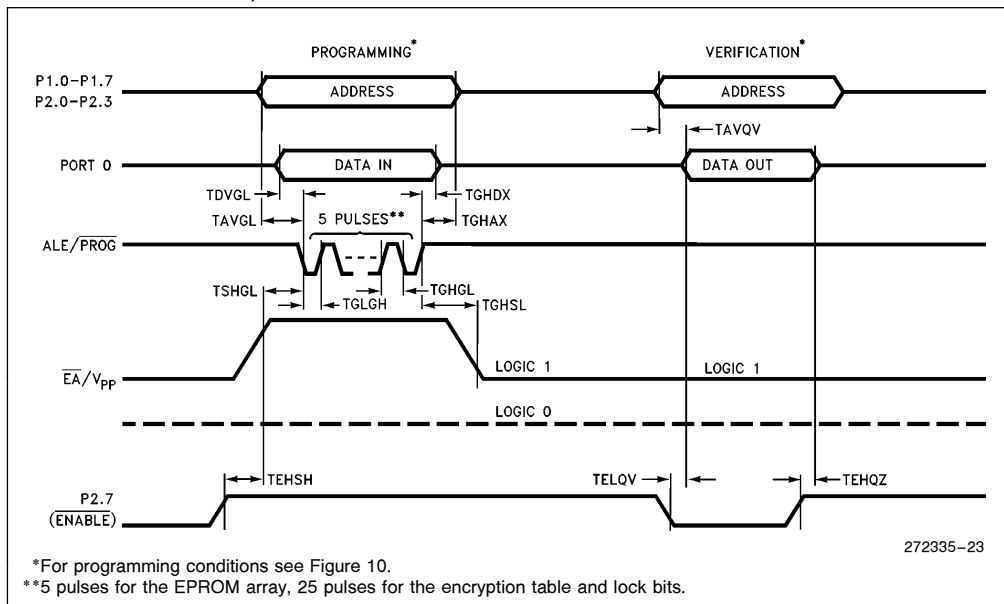 PROGRAMMING*
VERIFICATION*
P1.0–P1.7
P2.0–P2.3
ADDRESS
ADDRESS
TAVQV
PORT 0
DATA IN
DATA OUT
TDVGL
TGHDX
TAVGL
5 PULSES**
TGHAX
ALE/PROG
TSHGL
TGLGH
TGHGL
TGHSL
EA/VPP
LOGIC 1
LOGIC 1
LOGIC 0
TEHSH
TELQV
TEHQZ
P2.7
(ENABLE)
272335–23
*For programming conditions see Figure 10.
**5 pulses for the EPROM array, 25 pulses for the encryption table and lock bits.